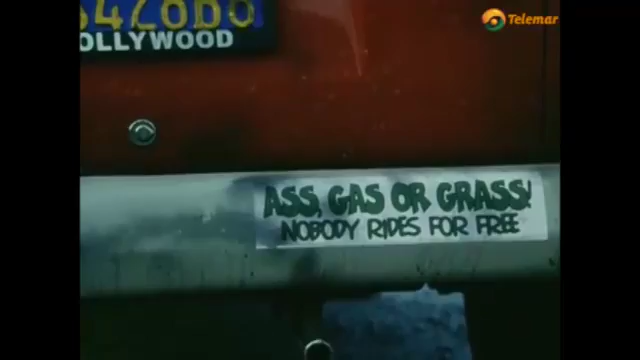 Telemar
OLLYWOOD
ASS, GAS OR GRASS!
NOBODY RIDES FOR FREE